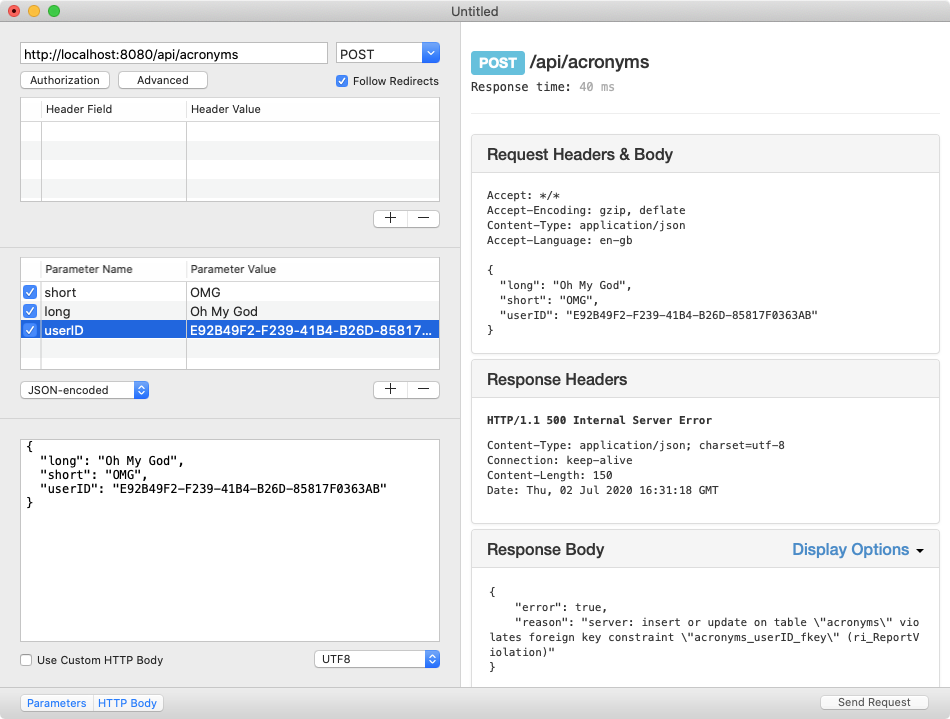 Untitled
http://localhost:8080/api/acronyms
POST
Authorization
Advanced
Follow Redirects
Header Field
Header Value
Parameter Name
Parameter Value
short
OMG
long
Oh My God
userID
E92B49F2-F239-41B4-B26D-85817...
JSON-encoded
{
"long": "Oh My God",
"short": "OMG",
"userID": "E92B49F2-F239-41B4-B26D-85817F0363AB"
}
Use Custom HTTP Body
UTF8
Parameters
HTTP Body
POST /api/acronyms
Response time: 40 ms
Request Headers & Body
Accept: */*
Accept-Encoding: gzip, deflate
Content-Type: application/json
Accept-Language: en-gb
{
"long": "Oh My God",
"short": "OMG",
"userID": "E92B49F2-F239-41B4-B26D-85817F0363AB"
}
Response Headers
HTTP/1.1 500 Internal Server Error
Content-Type: application/json; charset=utf-8
Connection: keep-alive
Content-Length: 150
Date: Thu, 02 Jul 2020 16:31:18 GMT
Response Body
Display Options
{
"error": true,
"reason": "server: insert or update on table \"acronyms\" vio
lates foreign key constraint \"acronyms_userID_fkey\" (ri_ReportV
iolation)"
}
Send Request